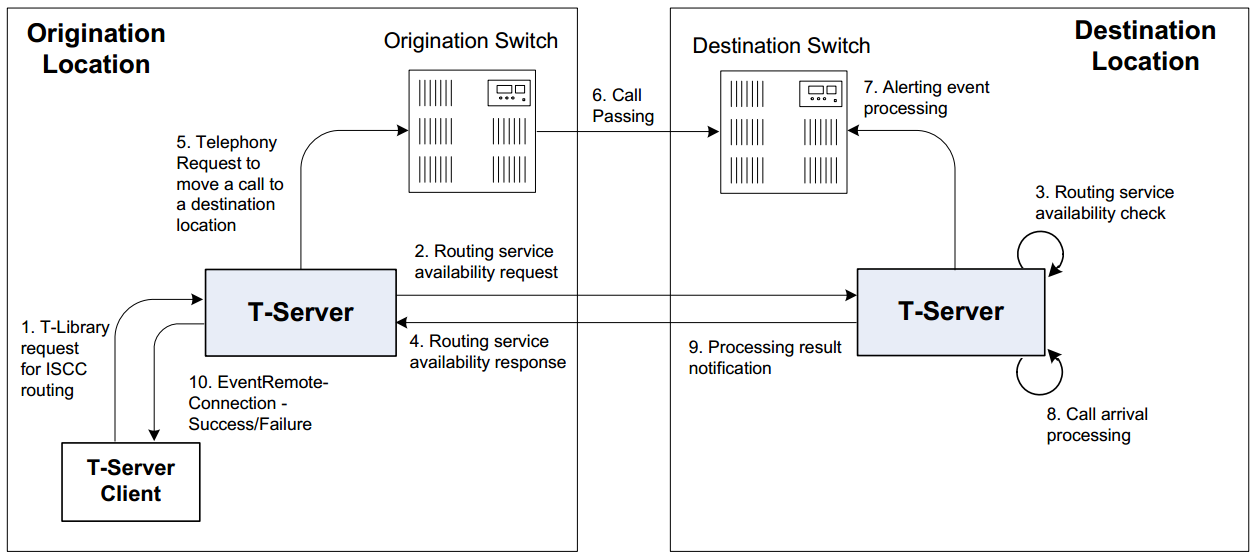 Origination
Location
Origination Switch
Destination Switch
Destination
Location
6. Call
Passing
7. Alerting event
processing
5. Telephony
Request to
move a call to
a destination
location
3. Routing service
availability check
2. Routing service
availability request
T-Server
T-Server
1. T-Library
request
for ISCC
routing
4. Routing service
availability response
9. Processing result
notification
10. EventRemote-
Connection -
Success/Failure
8. Call arrival
processing
T-Server
Client